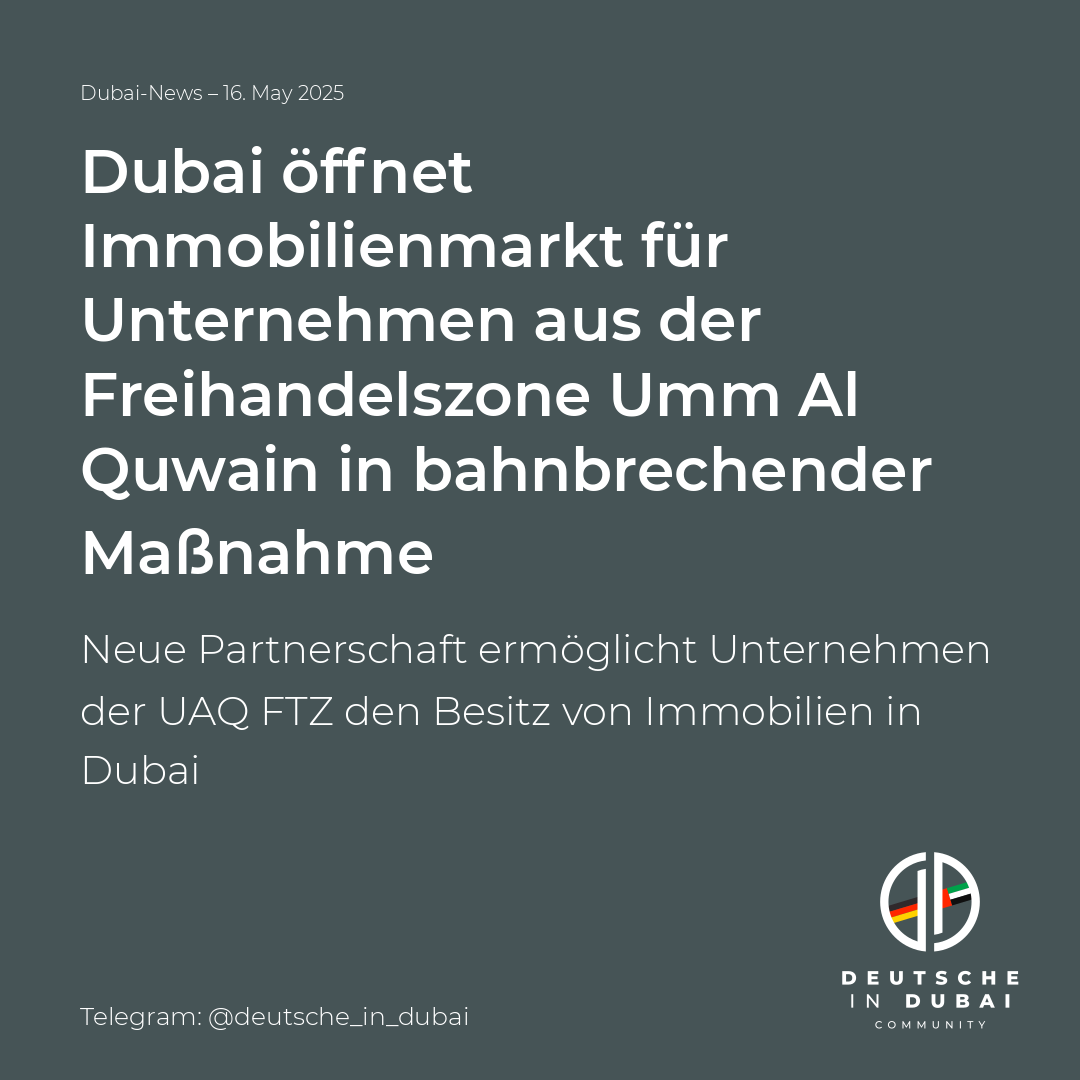 Dubai-News – 16. May 2025
Dubai öffnet
Immobilienmarkt für
Unternehmen aus der
Freihandelszone Umm Al
Quwain in bahnbrechender
Maßnahme
Neue Partnerschaft ermöglicht Unternehmen
der UAQ FTZ den Besitz von Immobilien in
Dubai
DEUTSCHE
IN DUBAI
COMMUNITY
Telegram: @deutsche_in_dubai